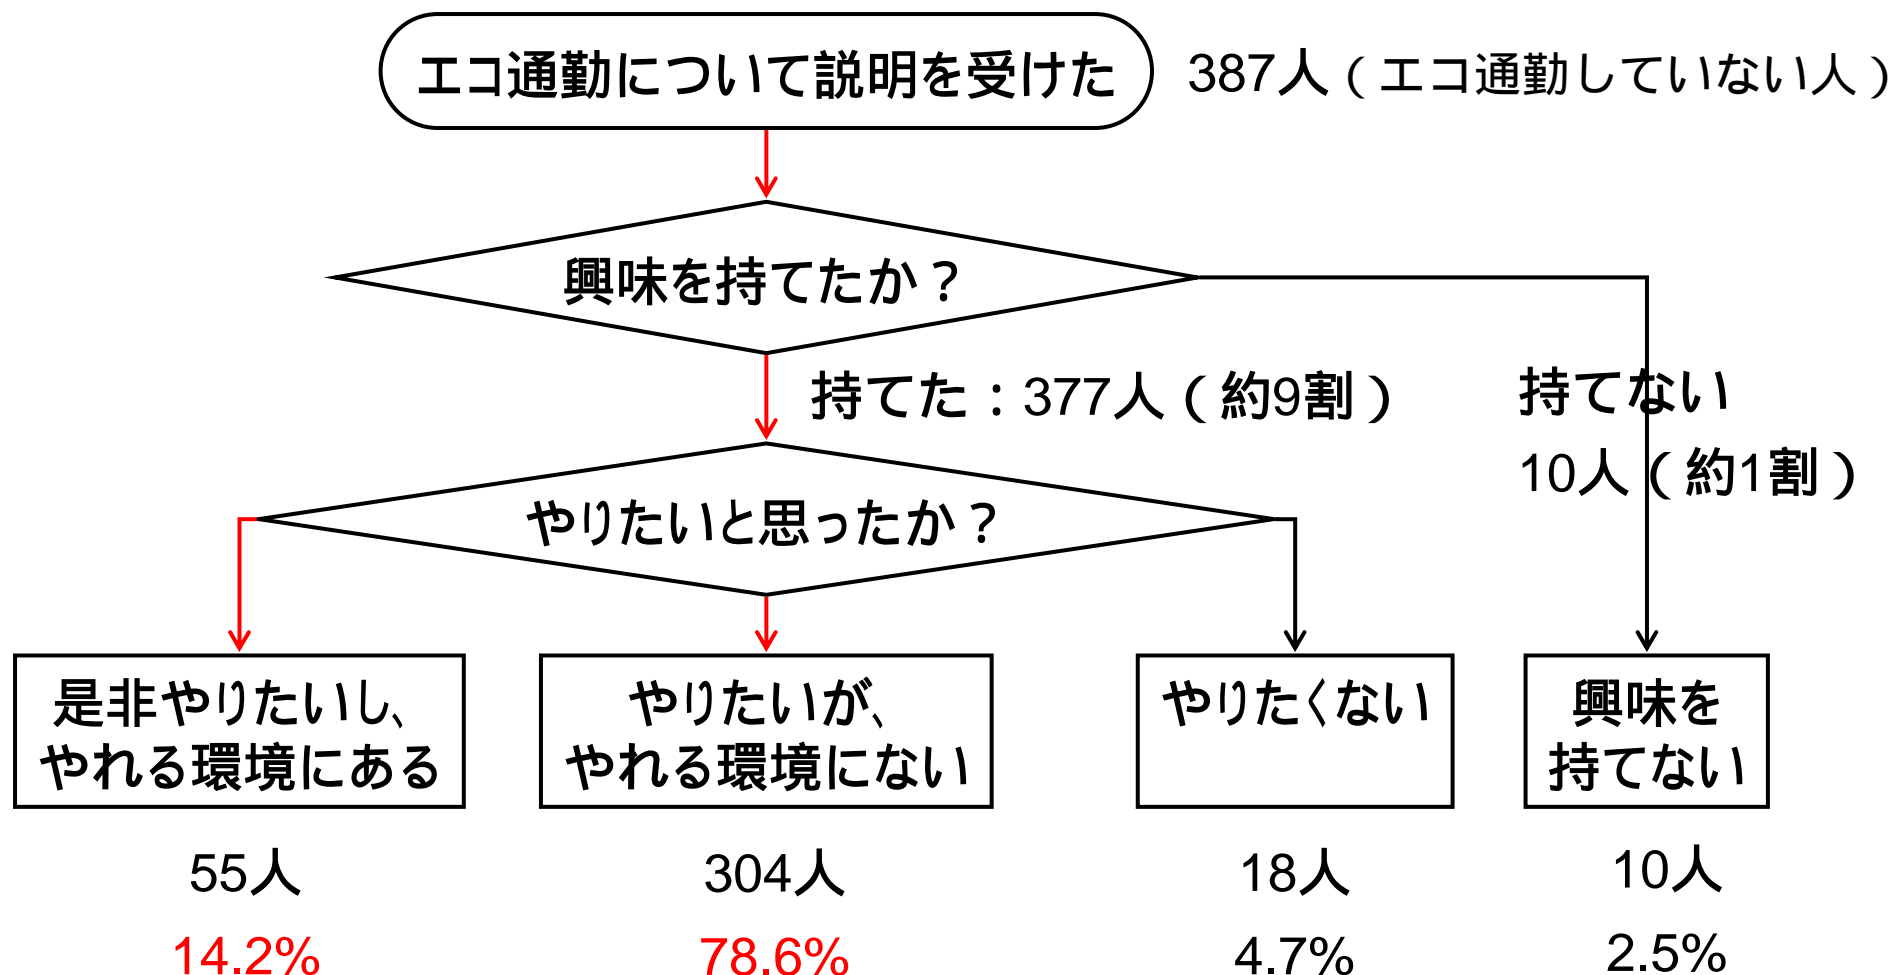 エコ通勤について説明を受けた
387人（エコ通勤していない人）
興味を持てたか？
持てた：377人（約9割）
持てない
10人（約1割）
やりたいと思ったか？
是非やりたいし、
やれる環境にある
やりたいが、
やれる環境にない
やりたくない
興味を
持てない
55人
304人
18人
10人
14.2%
78.6%
4.7%
2.5%